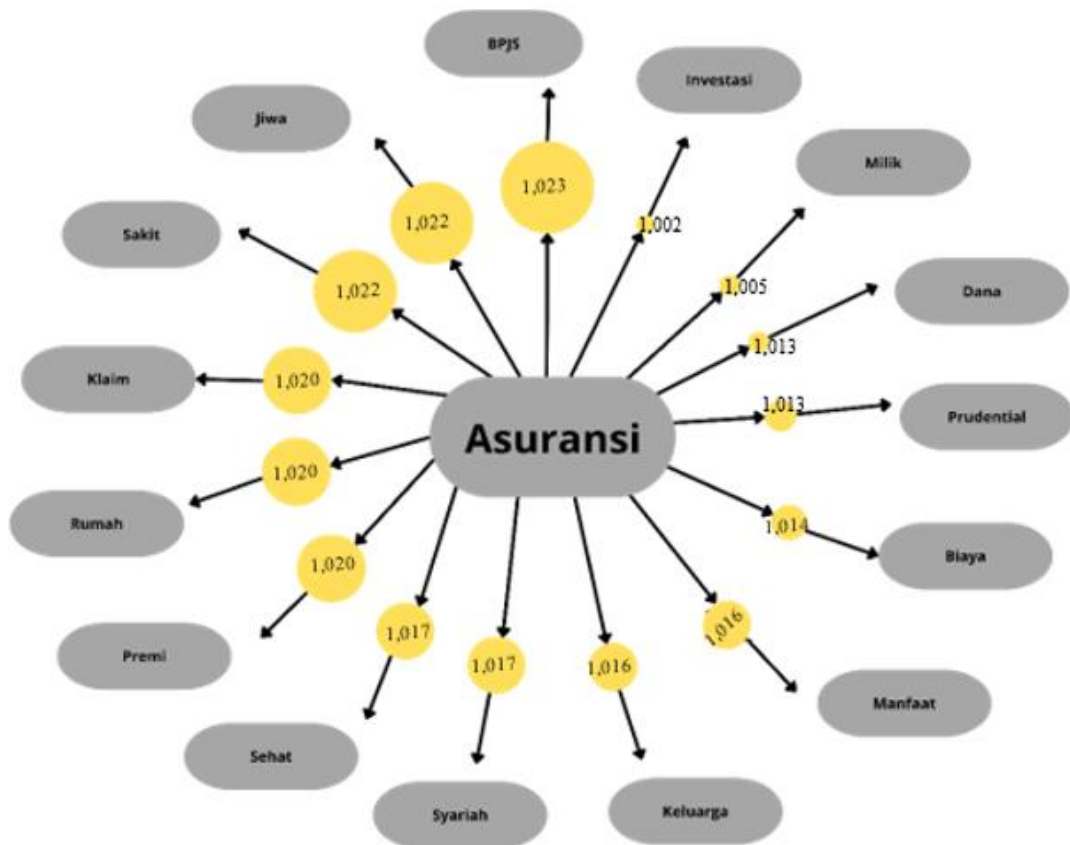 BPJS
Investasi
Jiwa
Milik
1,023
1,022
1,002
Sakit
1,022
1,005
Dana
1,013
Klaim
1,020
1,013
Prudential
Asuransi
1,020
Rumah
1,014
Biaya
1,020
1,017
1,016
Premi
1,017
1,016
Manfaat
Sehat
Syariah
Keluarga